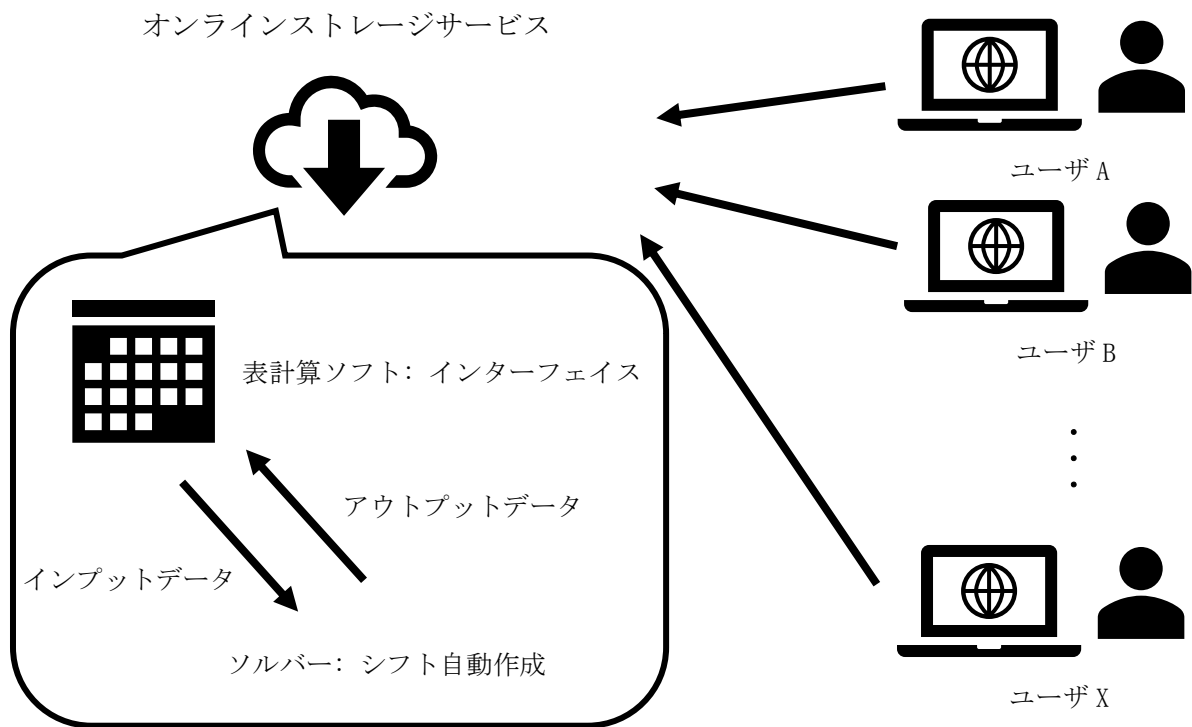 オンラインストレージサービス
ユーザ A
ユーザ B
表計算ソフト: インターフェイス
アウトプットデータ
インプットデータ
ソルバー: シフト自動作成
ユーザ X